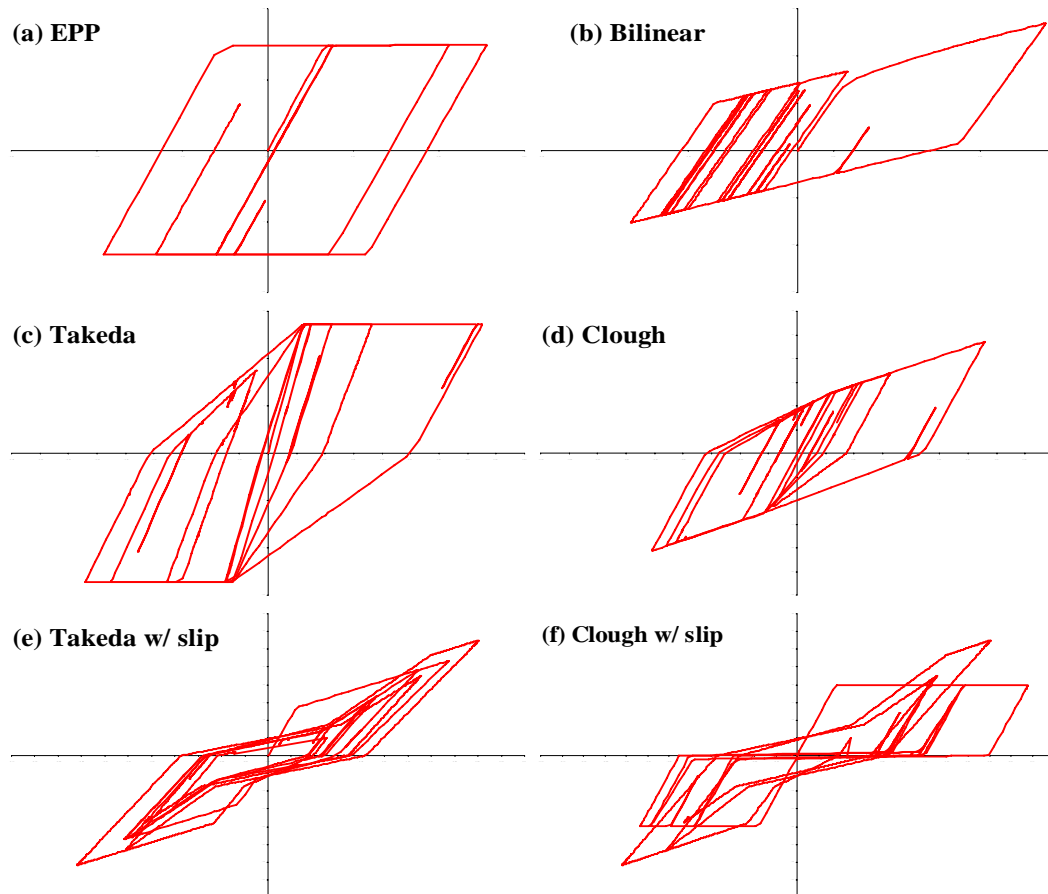 (a) EPP
(b) Bilinear
(c) Takeda
(d) Clough
(e) Takeda w/ slip
(f) Clough w/ slip